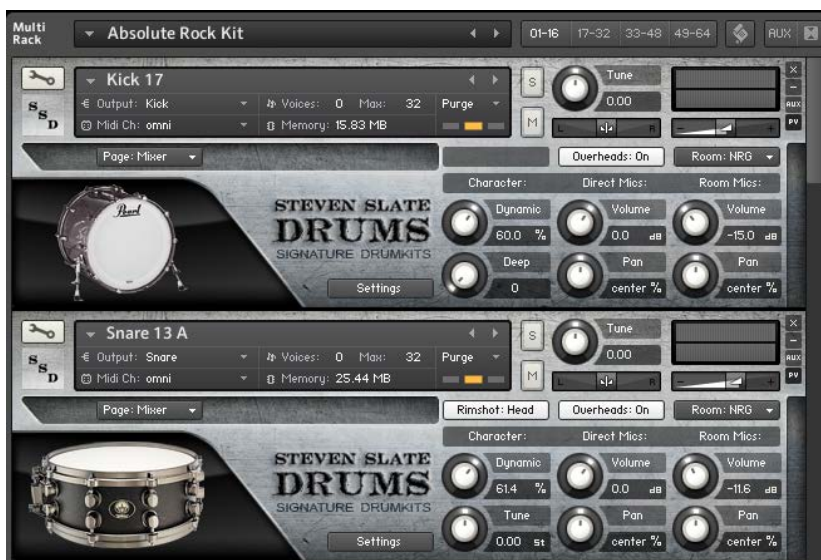 Multi Rack
Absolute Rock Kit
01-16 17-32 33-48 49-64 AUX
Kick 17
S
Tune
0.00
SSD
Output: Kick
Voices: 0 Max: 32
Purge
Midi Ch: omni
Memory: 15.83 MB
M
L R
- +
AUX
PV
Page: Mixer
Overheads: On
Room: NRG
Character:
Direct Mics:
Room Mics:
Pearl
STEVEN SLATE
DRUMS
SIGNATURE DRUMKITS
Settings
Dynamic
60.0 %
Volume
0.0 dB
Volume
-15.0 dB
Deep
0
Pan
center %
Pan
center %
Snare 13 A
S
Tune
0.00
SSD
Output: Snare
Voices: 0 Max: 32
Purge
Midi Ch: omni
Memory: 25.44 MB
M
L R
- +
AUX
PV
Page: Mixer
Rimshot: Head
Overheads: On
Room: NRG
Character:
Direct Mics:
Room Mics:
STEVEN SLATE
DRUMS
SIGNATURE DRUMKITS
Settings
Dynamic
61.4 %
Volume
0.0 dB
Volume
-11.6 dB
Tune
0.00 st
Pan
center %
Pan
center %